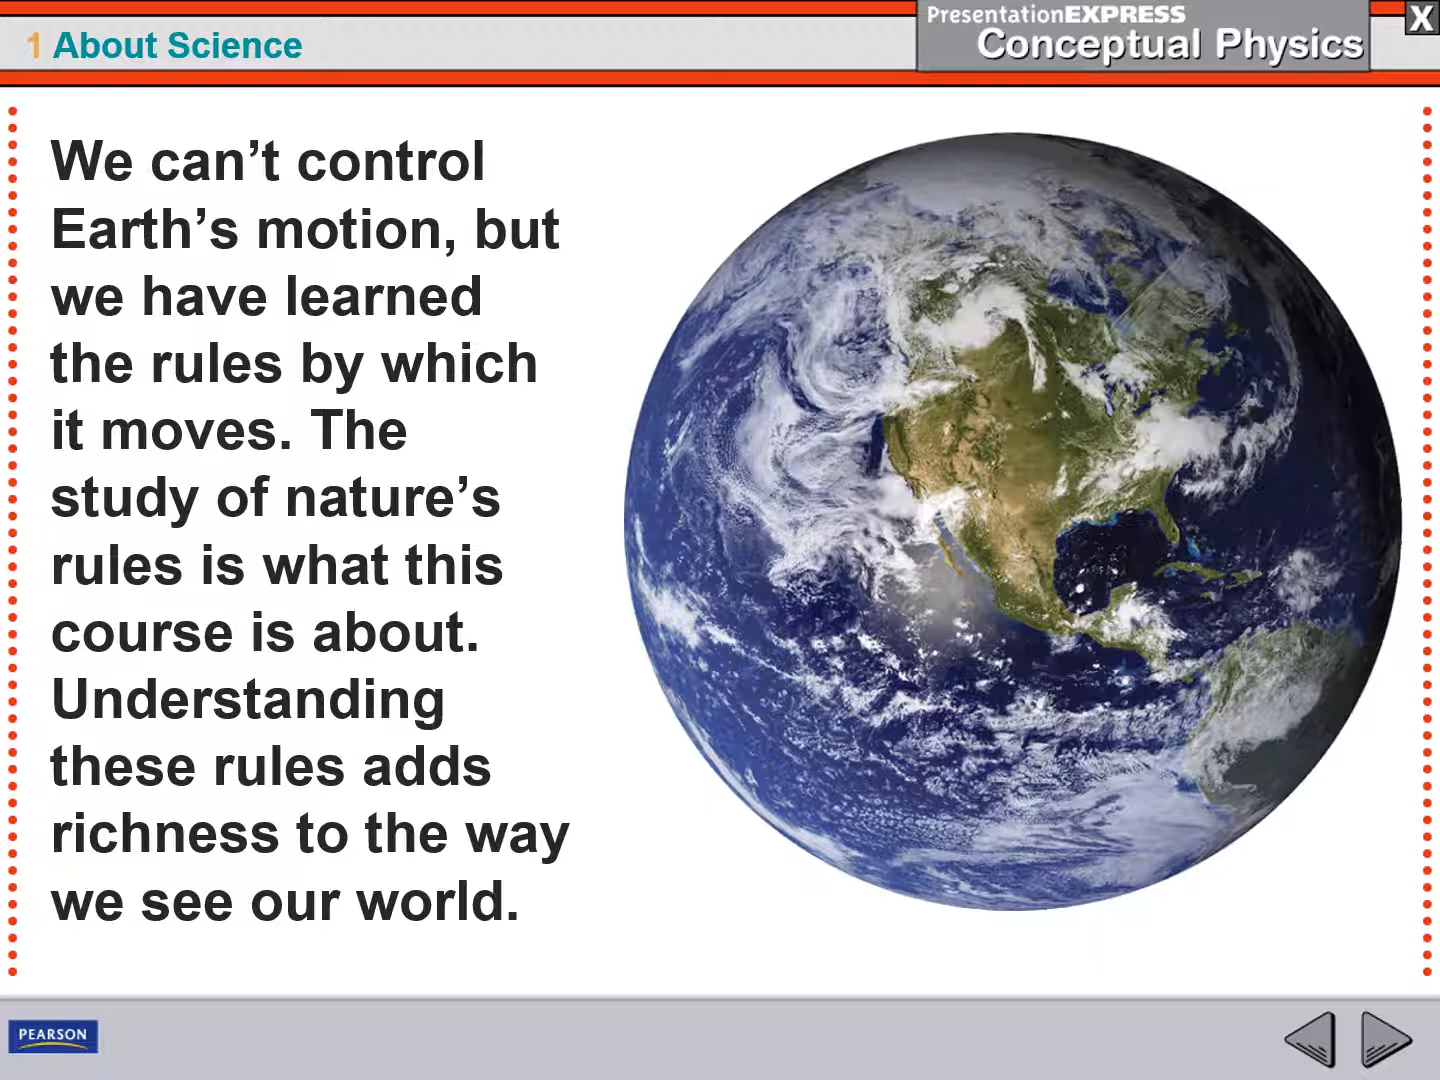 1 About Science
PresentationEXPRESS
Conceptual Physics
X
We can’t control
Earth’s motion, but
we have learned
the rules by which
it moves. The
study of nature’s
rules is what this
course is about.
Understanding
these rules adds
richness to the way
we see our world.
PEARSON